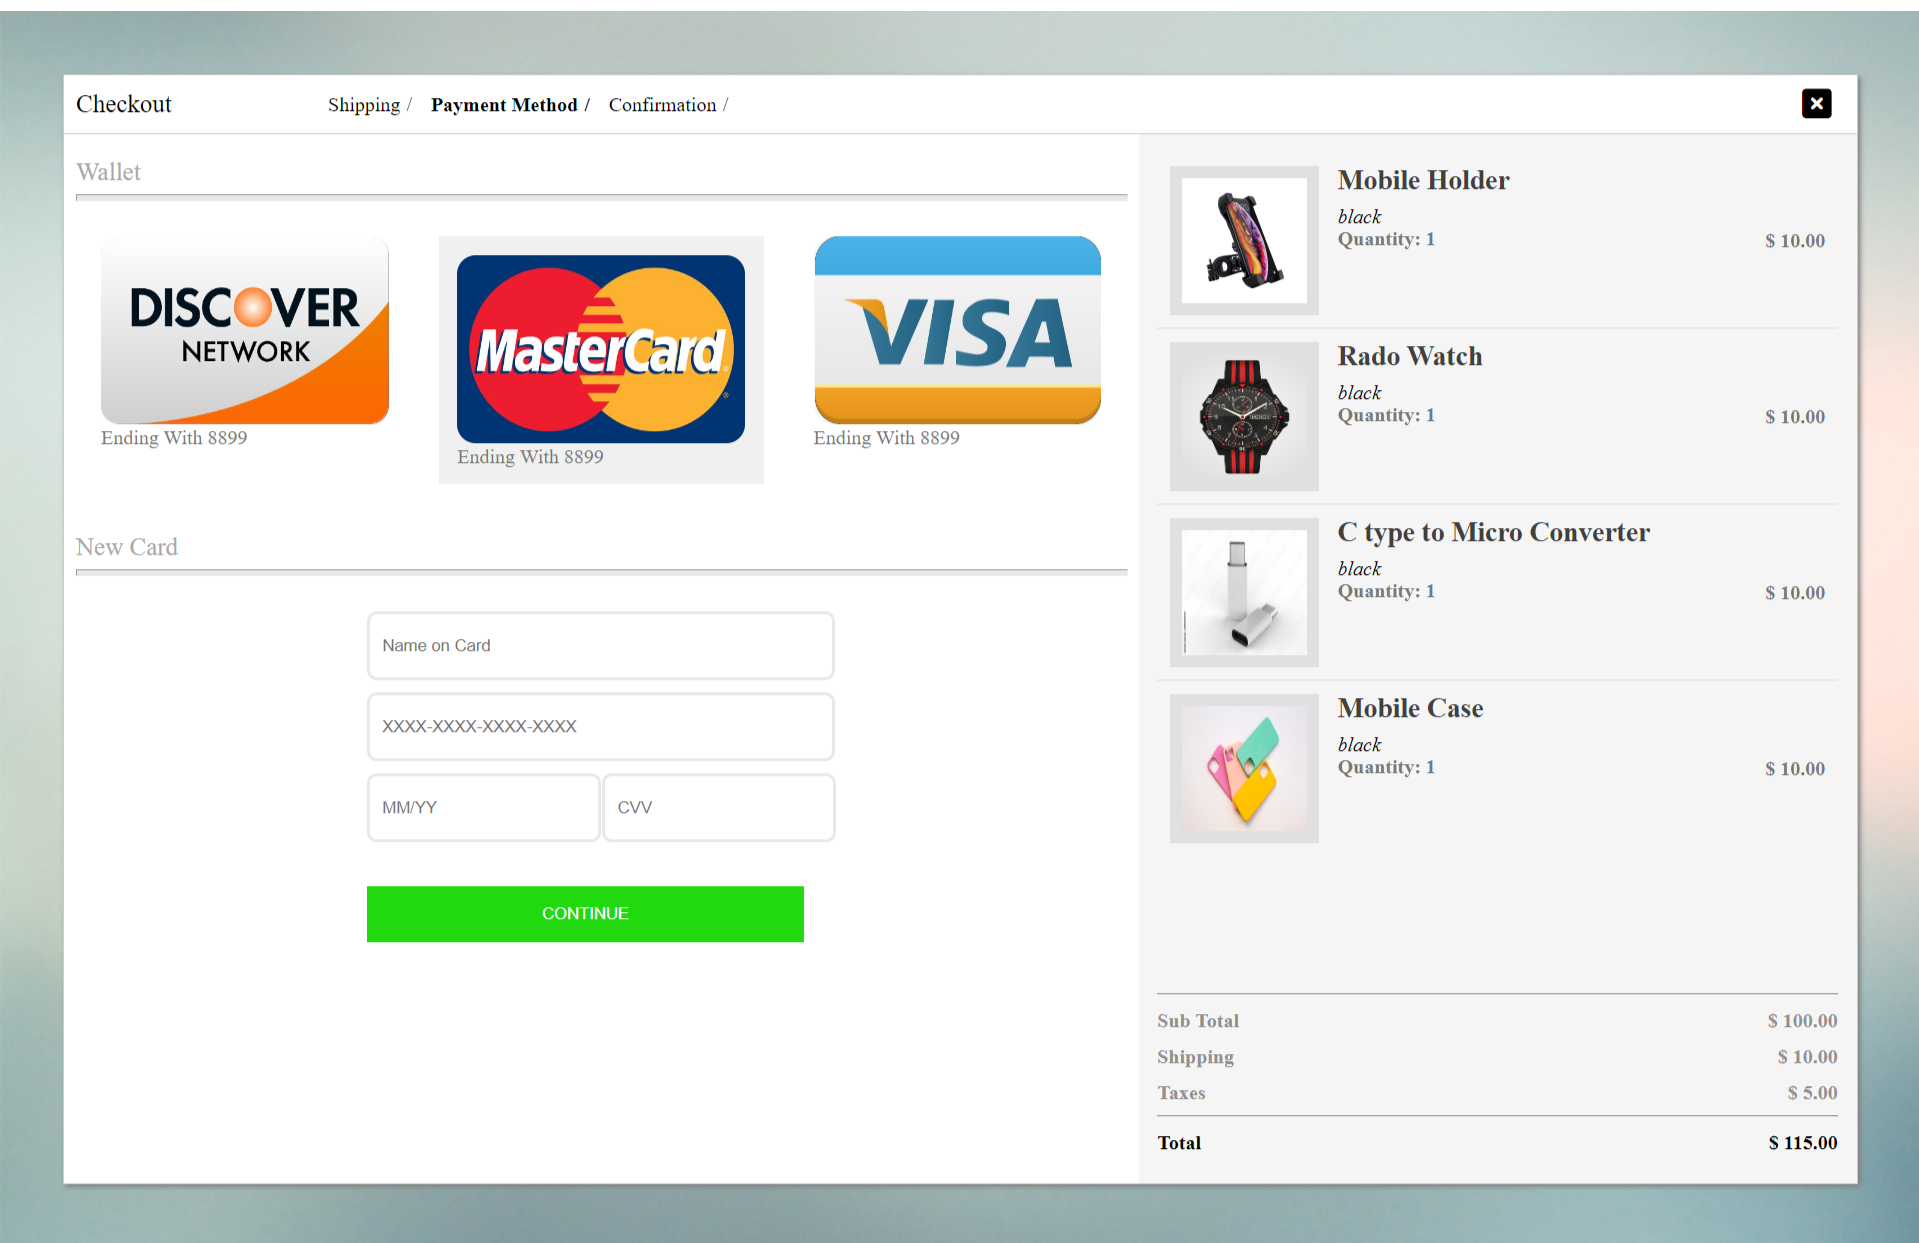 Checkout
Shipping /
Payment Method /
Confirmation /
Wallet
DISCOVER
NETWORK
Ending With 8899
MasterCard
Ending With 8899
VISA
Ending With 8899
New Card
Name on Card
XXXX-XXXX-XXXX-XXXX
MM/YY
CVV
CONTINUE
Mobile Holder
black
Quantity: 1
$ 10.00
Rado Watch
black
Quantity: 1
$ 10.00
C type to Micro Converter
black
Quantity: 1
$ 10.00
Mobile Case
black
Quantity: 1
$ 10.00
Sub Total
$ 100.00
Shipping
$ 10.00
Taxes
$ 5.00
Total
$ 115.00